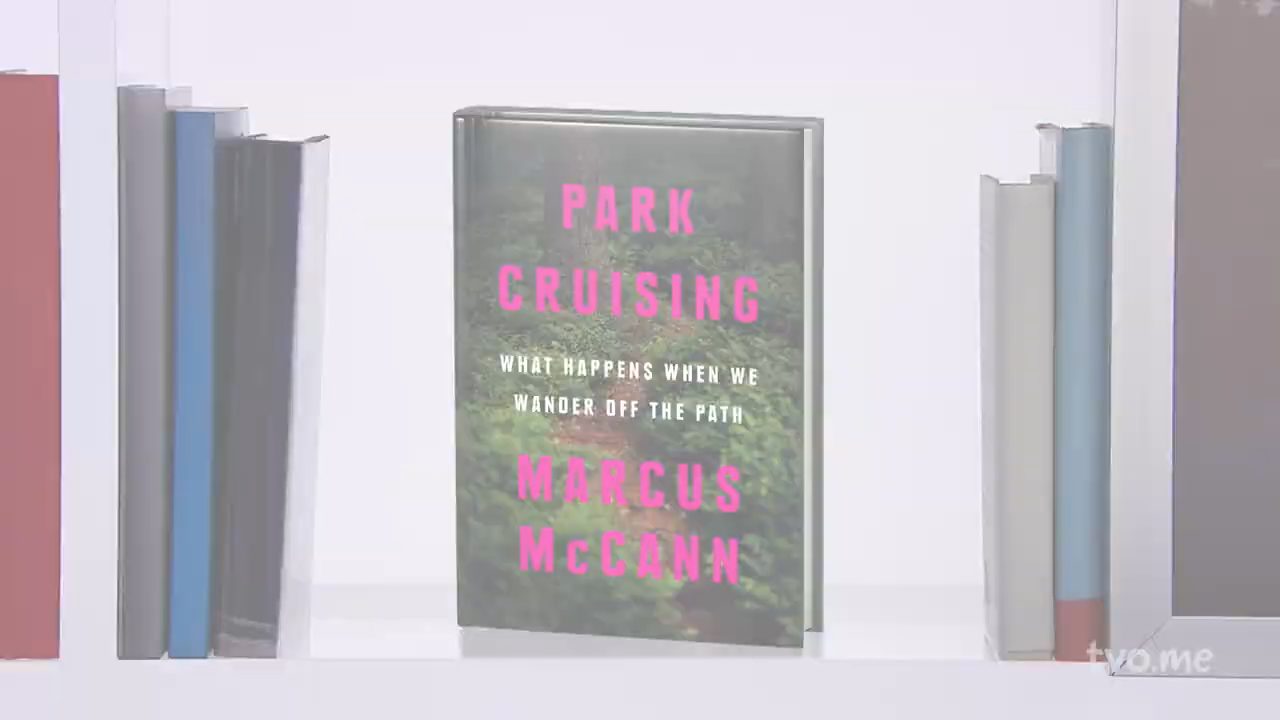 PARK
CRUISING
WHAT HAPPENS WHEN WE
WANDER OFF THE PATH
MARCUS
McCANN
tvo.me